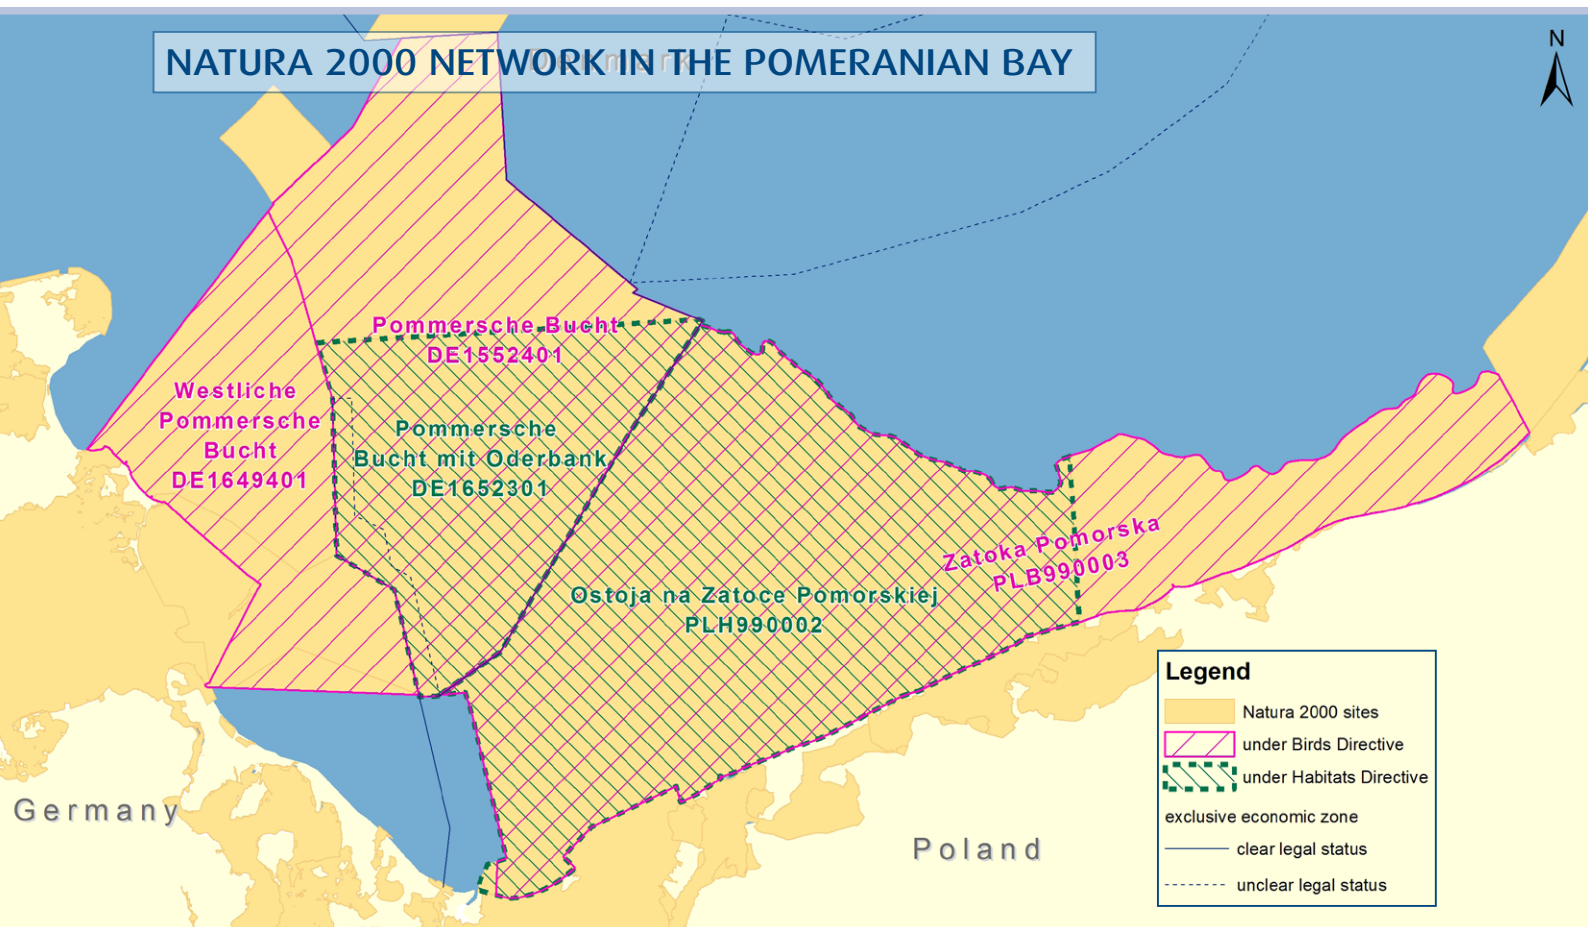 NATURA 2000 NETWORK IN THE POMERANIAN BAY
Denmark
N
Pommersche Bucht
DE1552401
Westliche
Pommersche
Bucht
DE1649401
Pommersche
Bucht mit Oderbank
DE1652301
Zatoka Pomorska
PLB990003
Ostoja na Zatoce Pomorskiej
PLH990002
Germany
Poland
Legend
Natura 2000 sites
under Birds Directive
under Habitats Directive
exclusive economic zone
clear legal status
unclear legal status